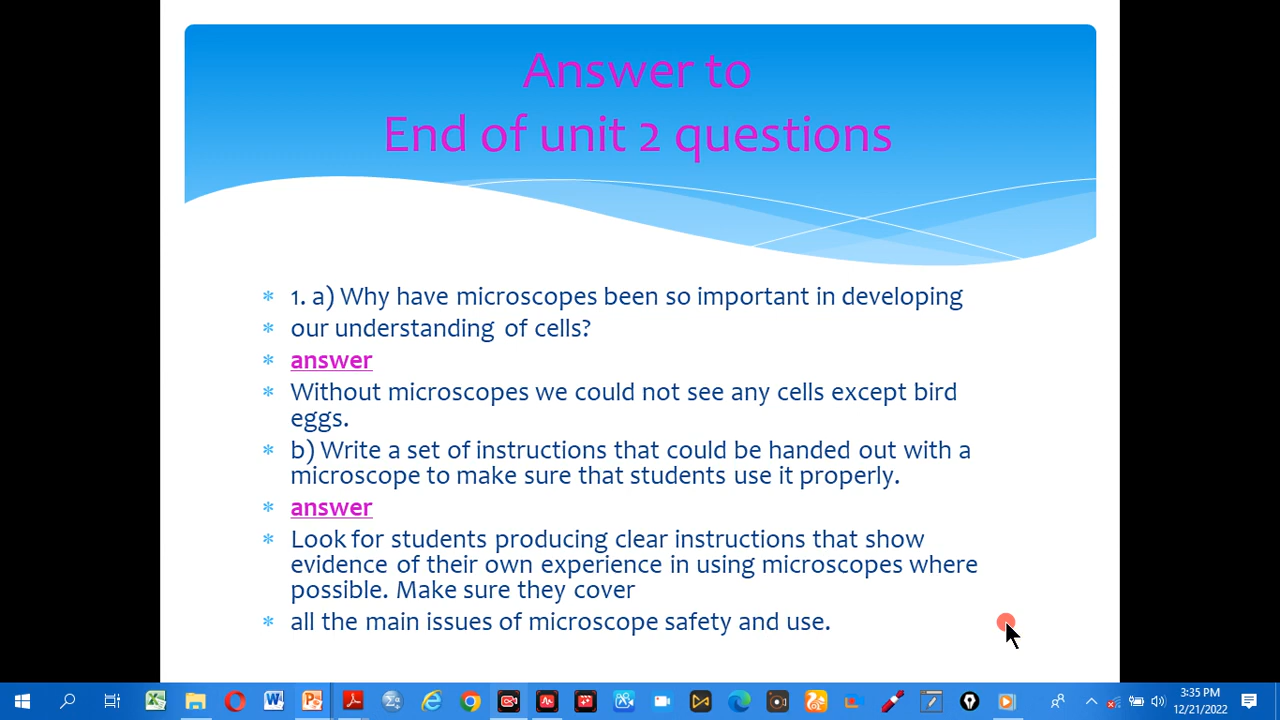 Answer to
End of unit 2 questions
* 1. a) Why have microscopes been so important in developing
* our understanding of cells?
* answer
* Without microscopes we could not see any cells except bird
eggs.
* b) Write a set of instructions that could be handed out with a
microscope to make sure that students use it properly.
* answer
* Look for students producing clear instructions that show
evidence of their own experience in using microscopes where
possible. Make sure they cover
* all the main issues of microscope safety and use.
3:35 PM
12/21/2022